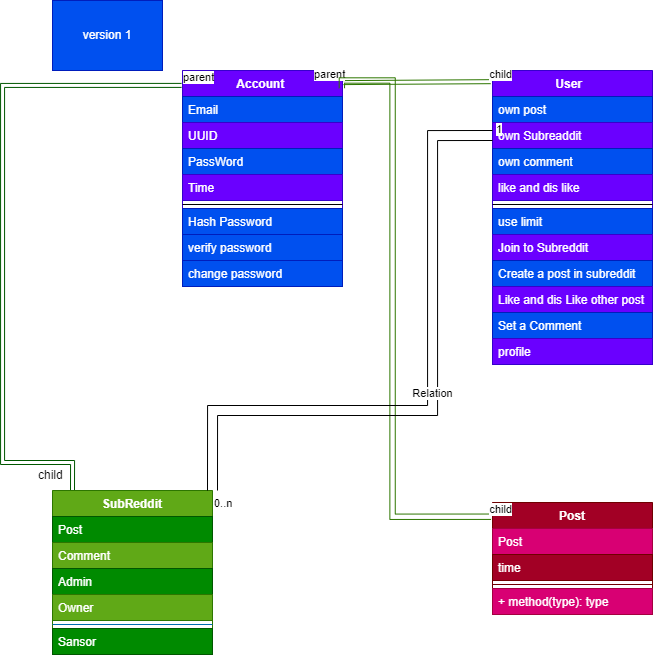 version 1
parent
Account
Email
UUID
PassWord
Time
Hash Password
verify password
change password
parent
child
User
own post
1
own Subreaddit
own comment
like and dis like
use limit
Join to Subreddit
Create a post in subreddit
Like and dis Like other post
Set a Comment
profile
Relation
child
0..n
SubReddit
Post
Comment
Admin
Owner
Sansor
child
Post
Post
time
+ method(type): type